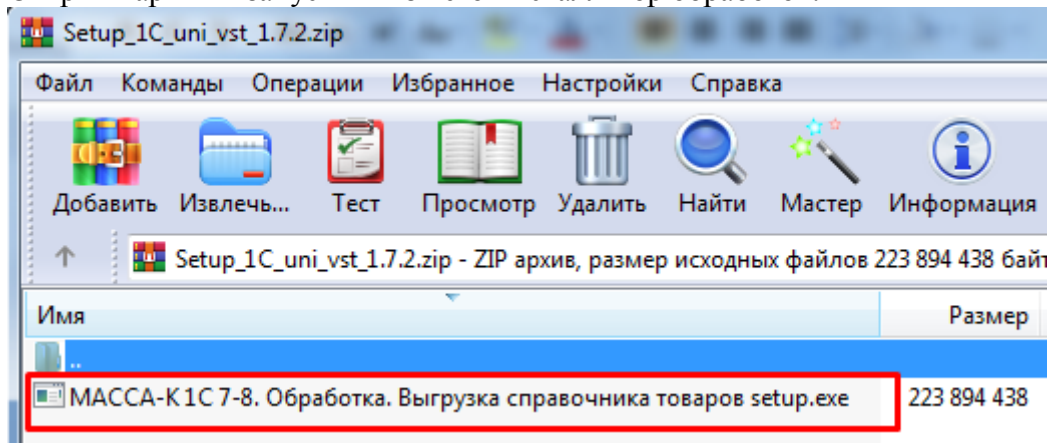 Setup_1C_uni_vst_1.7.2.zip
Файл Команды Операции Избранное Настройки Справка
Добавить Извлечь... Тест Просмотр Удалить Найти Мастер Информация
Setup_1C_uni_vst_1.7.2.zip - ZIP архив, размер исходных файлов 223 894 438 байт
Имя Размер
..
МАССА-К 1С 7-8. Обработка. Выгрузка справочника товаров setup.exe 223 894 438